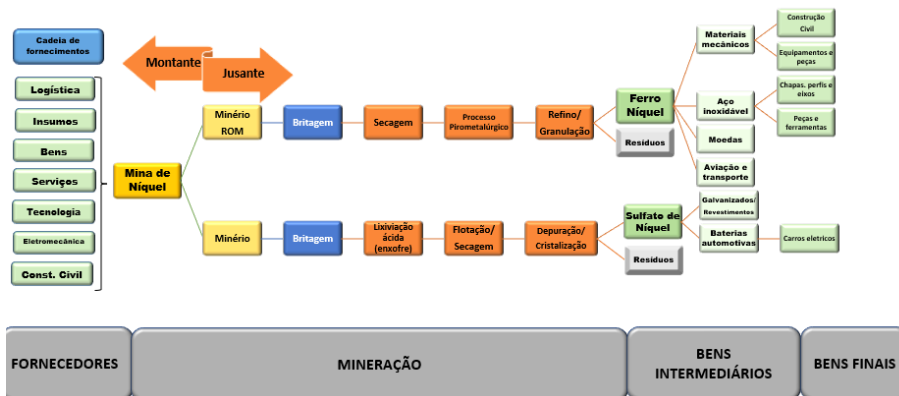 Cadeia de
fornecimentos
Montante
Jusante
Logística
Insumos
Bens
Serviços
Tecnologia
Eletromecânica
Const. Civil
Mina de
Níquel
Minério
ROM
Britagem
Secagem
Processo
Pirometalúrgico
Refino/
Granulação
Ferro
Níquel
Resíduos
Materiais
mecânicos
Construção
Civil
Equipamentos e
peças
Aço
inoxidável
Chapas. perfis e
eixos
Peças e
ferramentas
Moedas
Aviação e
transporte
Minério
Britagem
Lixiviação
ácida
(enxofre)
Flotação/
Secagem
Depuração/
Cristalização
Sulfato de
Níquel
Resíduos
Galvanizados/
Revestimentos
Baterias
automotivas
Carros eletricos
FORNECEDORES
MINERAÇÃO
BENS
INTERMEDIÁRIOS
BENS FINAIS